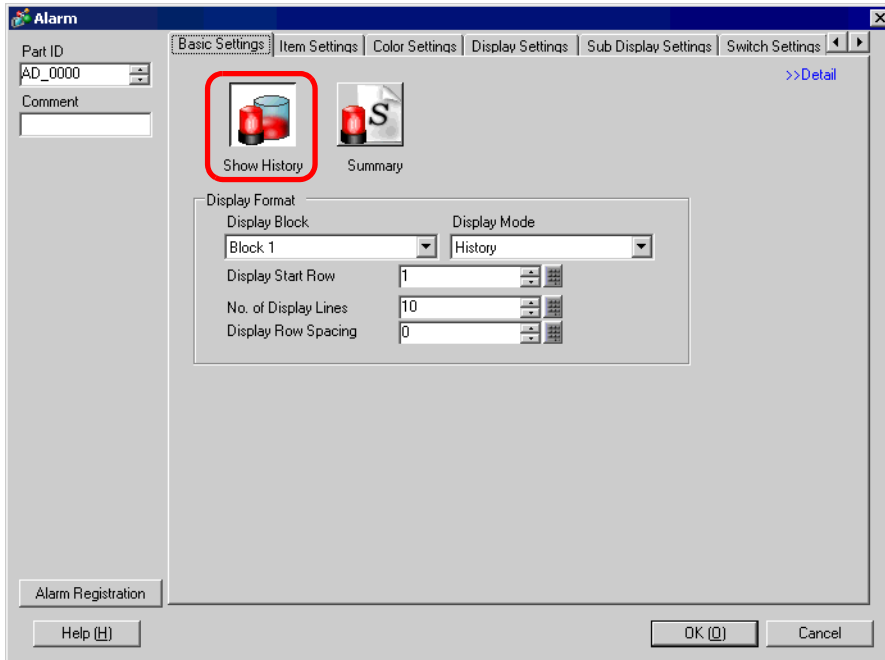 Alarm
Part ID
AD_0000
Comment
Alarm Registration
Help (H)
Basic Settings Item Settings Color Settings Display Settings Sub Display Settings Switch Settings
>>Detail
Show History
S
Summary
Display Format
Display Block
Block 1
Display Mode
History
Display Start Row 1
No. of Display Lines 10
Display Row Spacing 0
OK (O) Cancel